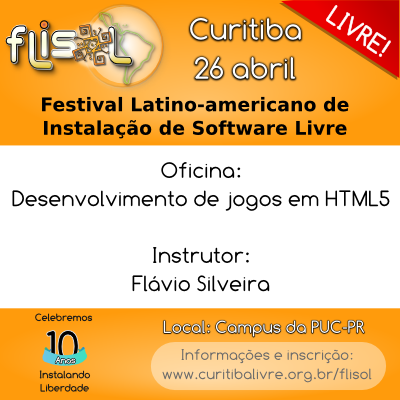 flisol
Curitiba
26 abril
LIVRE!
Festival Latino-americano de
Instalação de Software Livre
Oficina:
Desenvolvimento de jogos em HTML5
Instrutor:
Flávio Silveira
Celebremos
10
Anos
Instalando
Liberdade
Local: Campus da PUC-PR
Informações e inscrição:
www.curitibalivre.org.br/flisol